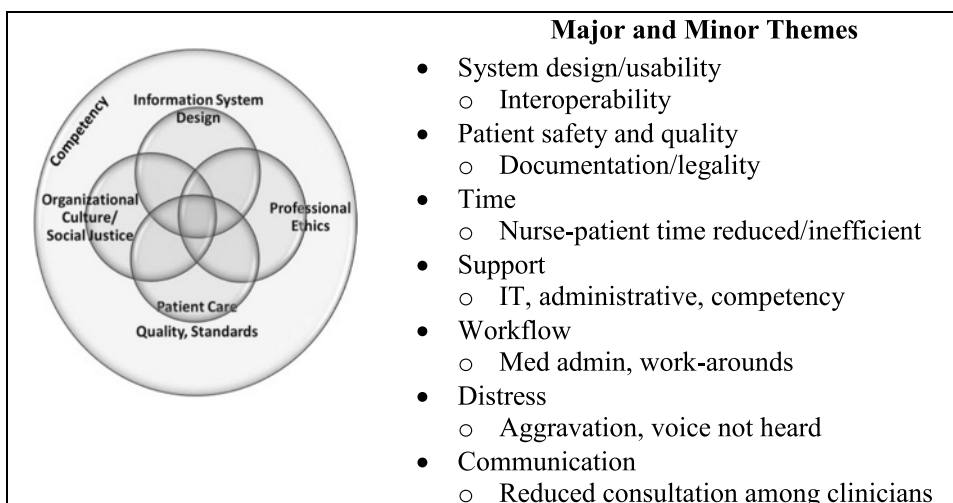 Competency
Information System
Design
Organizational
Culture/
Social Justice
Professional
Ethics
Patient Care
Quality, Standards
Major and Minor Themes
• System design/usability
o Interoperability
• Patient safety and quality
o Documentation/legality
• Time
o Nurse-patient time reduced/inefficient
• Support
o IT, administrative, competency
• Workflow
o Med admin, work-arounds
• Distress
o Aggravation, voice not heard
• Communication
o Reduced consultation among clinicians